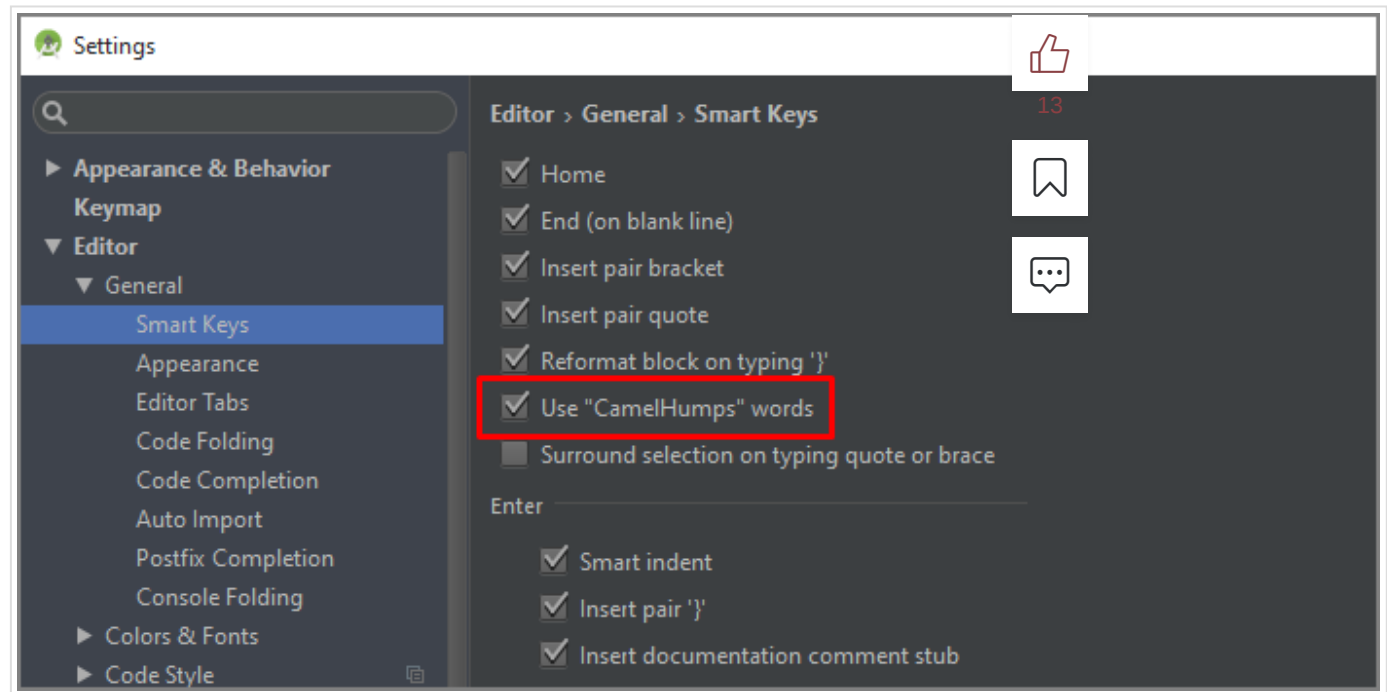 Settings
Appearance & Behavior
Keymap
Editor
General
Smart Keys
Appearance
Editor Tabs
Code Folding
Code Completion
Auto Import
Postfix Completion
Console Folding
Colors & Fonts
Code Style
Editor › General › Smart Keys
Home
End (on blank line)
Insert pair bracket
Insert pair quote
Reformat block on typing '}'
Use "CamelHumps" words
Surround selection on typing quote or brace
Enter
Smart indent
Insert pair '}'
Insert documentation comment stub
13